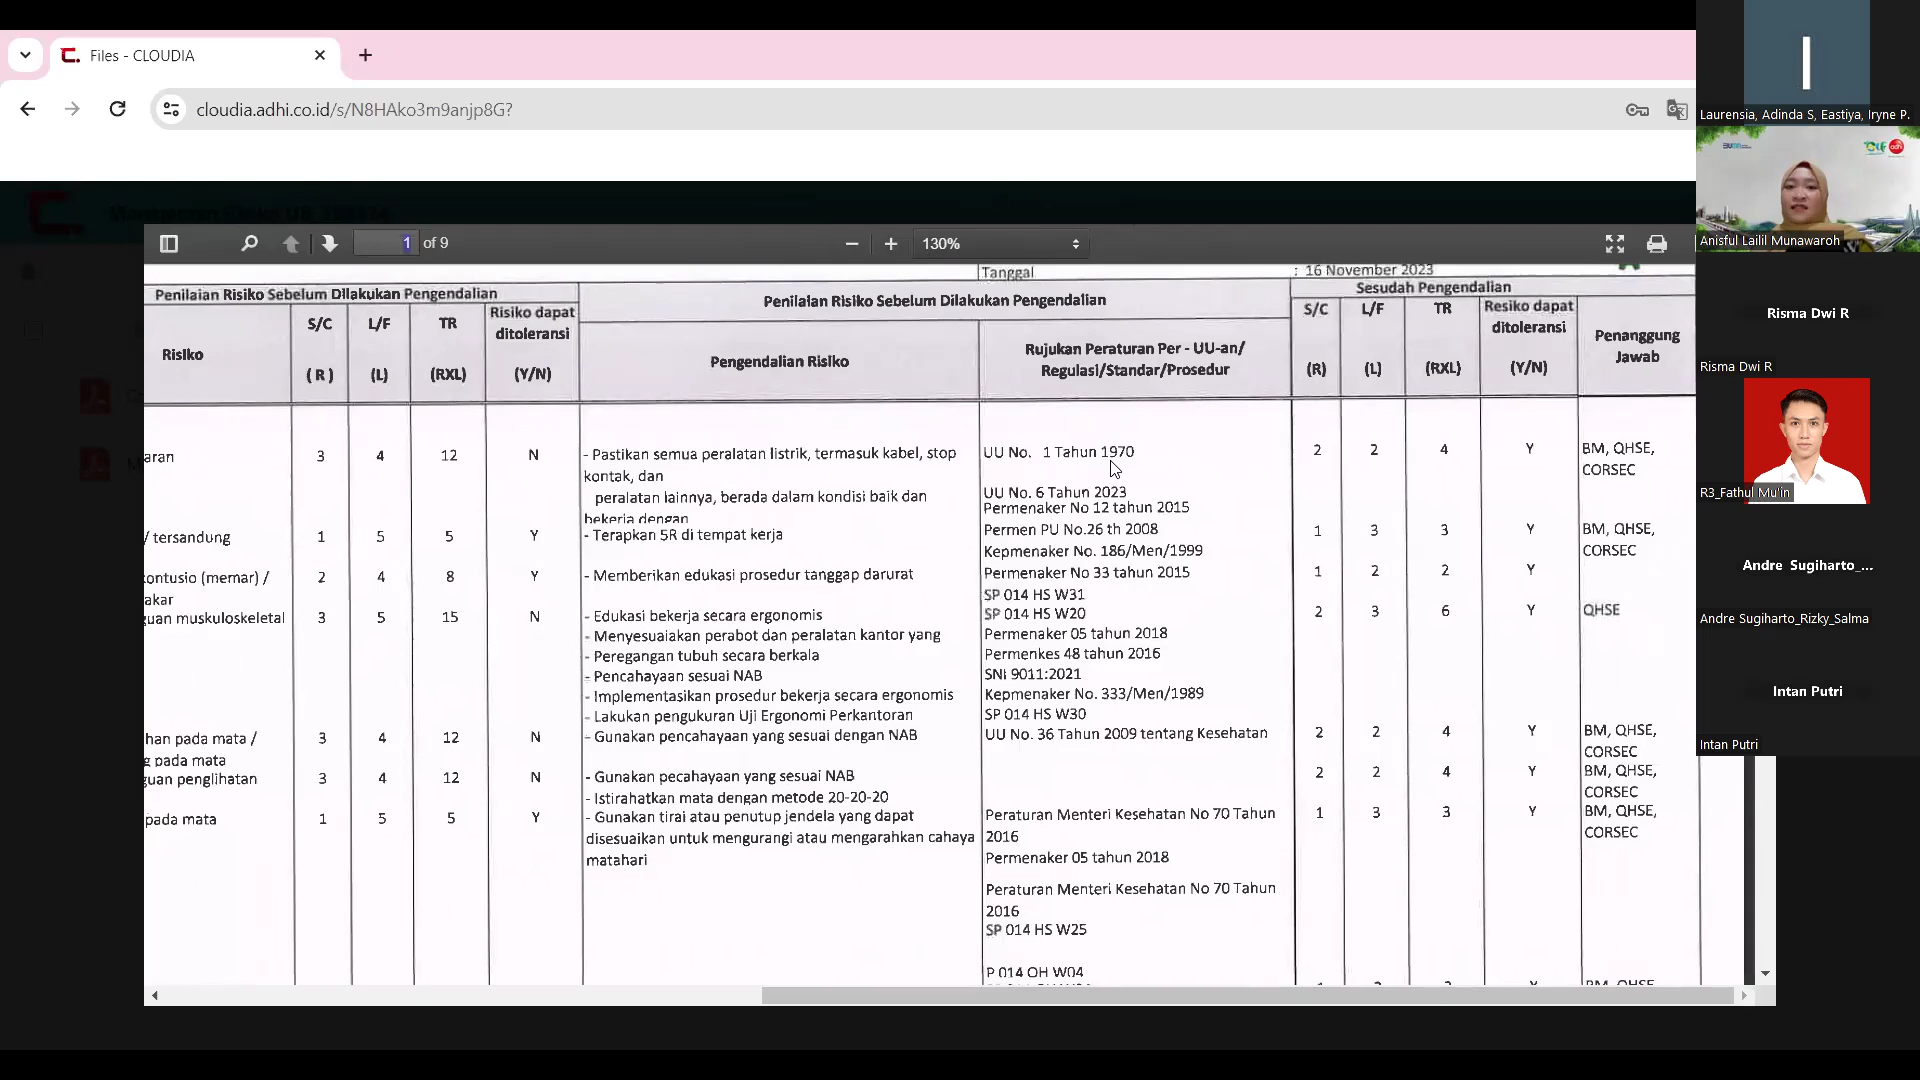 Files - CLOUDIA
cloudia.adhi.co.id/s/N8HAko3m9anjp8G?
1 of 9
130%
Tanggal : 16 November 2023
Penilaian Risiko Sebelum Dilakukan Pengendalian
Penilaian Risiko Sebelum Dilakukan Pengendalian
Sesudah Pengendalian
Risiko
S/C
( R )
L/F
(L)
TR
(RXL)
Risiko dapat
ditoleransi
(Y/N)
Pengendalian Risiko
Rujukan Peraturan Per - UU-an/
Regulasi/Standar/Prosedur
S/C
(R)
L/F
(L)
TR
(RXL)
Resiko dapat
ditoleransi
(Y/N)
Penanggung
Jawab
aran 3 4 12 N
- Pastikan semua peralatan listrik, termasuk kabel, stop
kontak, dan
peralatan lainnya, berada dalam kondisi baik dan
bekerja dengan
UU No. 1 Tahun 1970
UU No. 6 Tahun 2023
Permenaker No 12 tahun 2015
2 2 4 Y BM, QHSE,
CORSEC
/ tersandung 1 5 5 Y
- Terapkan 5R di tempat kerja
Permen PU No.26 th 2008
Kepmenaker No. 186/Men/1999
1 3 3 Y BM, QHSE,
CORSEC
kontusio (memar) /
akar
2 4 8 Y
- Memberikan edukasi prosedur tanggap darurat
Permenaker No 33 tahun 2015
SP 014 HS W31
1 2 2 Y
guan muskuloskeletal 3 5 15 N
- Edukasi bekerja secara ergonomis
- Menyesuaiakan perabot dan peralatan kantor yang
- Peregangan tubuh secara berkala
- Pencahayaan sesuai NAB
- Implementasikan prosedur bekerja secara ergonomis
- Lakukan pengukuran Uji Ergonomi Perkantoran
SP 014 HS W20
Permenaker 05 tahun 2018
Permenkes 48 tahun 2016
SNI 9011:2021
Kepmenaker No. 333/Men/1989
SP 014 HS W30
2 3 6 Y QHSE
han pada mata /
g pada mata
3 4 12 N
- Gunakan pencahayaan yang sesuai dengan NAB
UU No. 36 Tahun 2009 tentang Kesehatan
2 2 4 Y BM, QHSE,
CORSEC
guan penglihatan 3 4 12 N
- Gunakan pecahayaan yang sesuai NAB
- Istirahatkan mata dengan metode 20-20-20
2 2 4 Y BM, QHSE,
CORSEC
pada mata 1 5 5 Y
- Gunakan tirai atau penutup jendela yang dapat
disesuaikan untuk mengurangi atau mengarahkan cahaya
matahari
Peraturan Menteri Kesehatan No 70 Tahun
2016
Permenaker 05 tahun 2018
Peraturan Menteri Kesehatan No 70 Tahun
2016
SP 014 HS W25
P 014 OH W04
1 3 3 Y BM, QHSE,
CORSEC
Laurensia, Adinda S, Eastiya, Iryne P.
adhi
Anisful Lailil Munawaroh
Risma Dwi R
Risma Dwi R
R3_Fathul Mu'in
Andre Sugiharto_...
Andre Sugiharto_Rizky_Salma
Intan Putri
Intan Putri